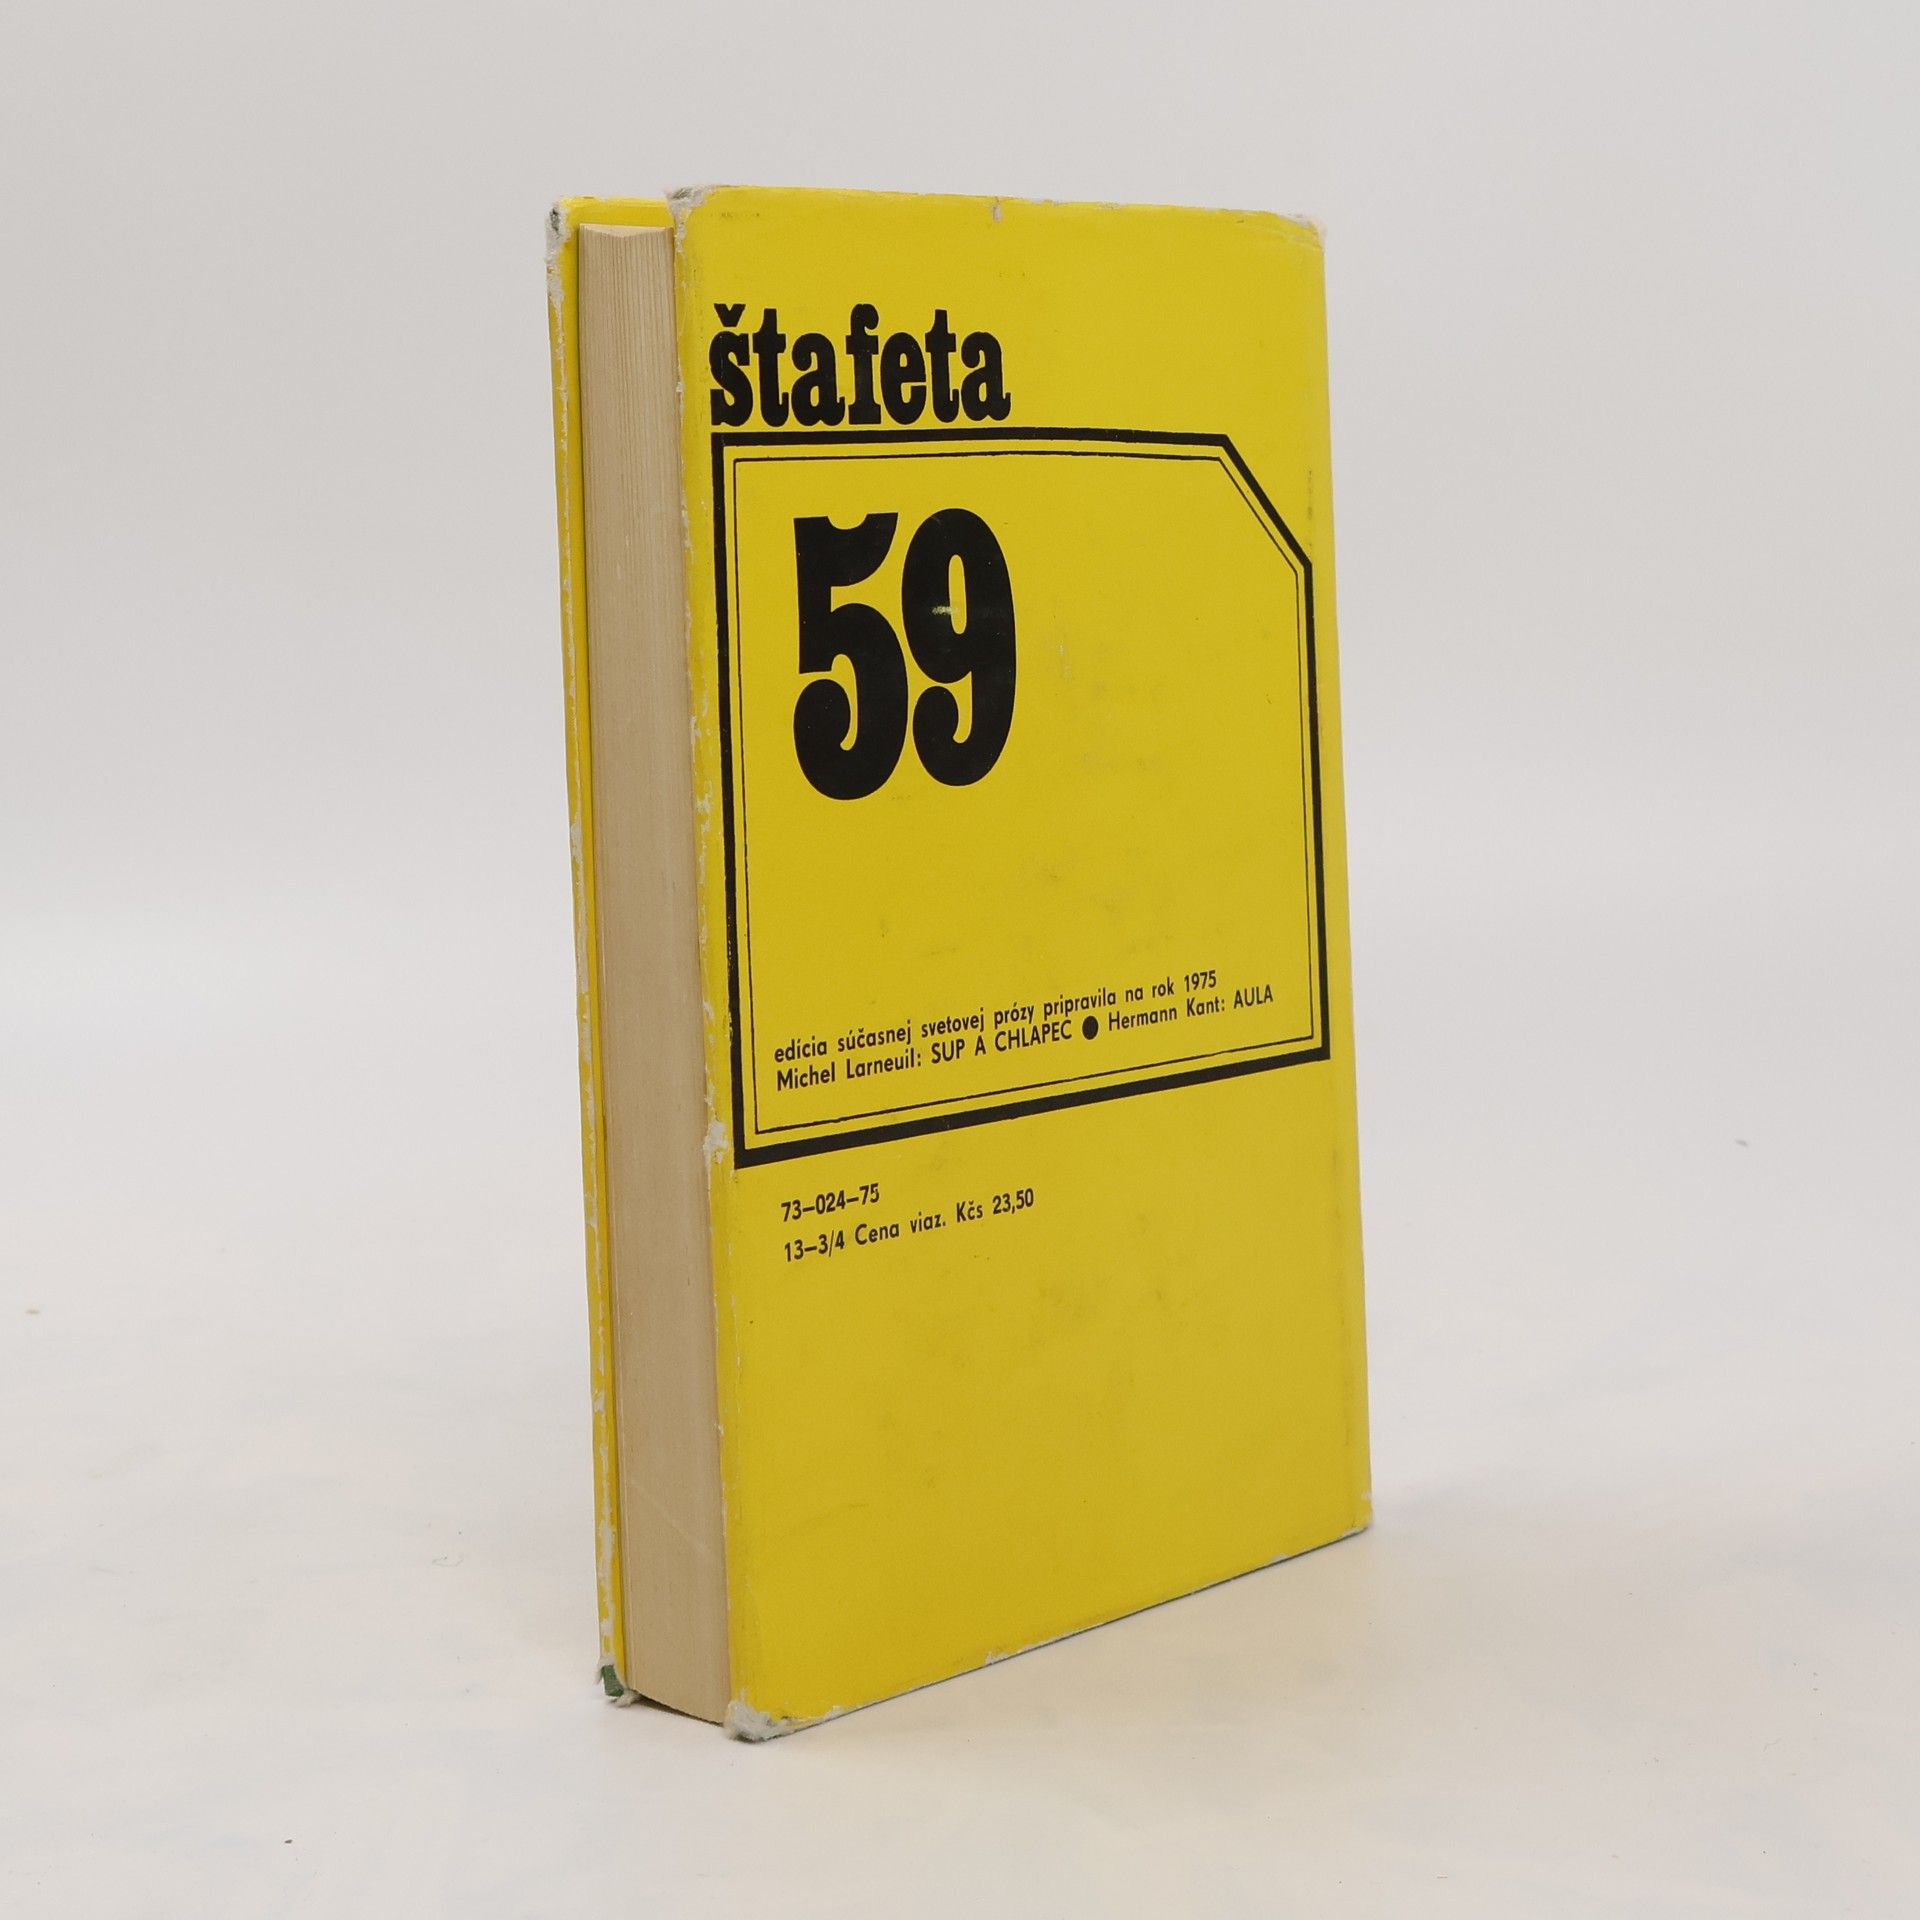 štafeta
59
edícia súčasnej svetovej prózy pripravila na rok 1975
Michel Larneuil: SUP A CHLAPEC ● Hermann Kant: AULA
73–024–75
13–3/4 Cena viaz. Kčs 23,50